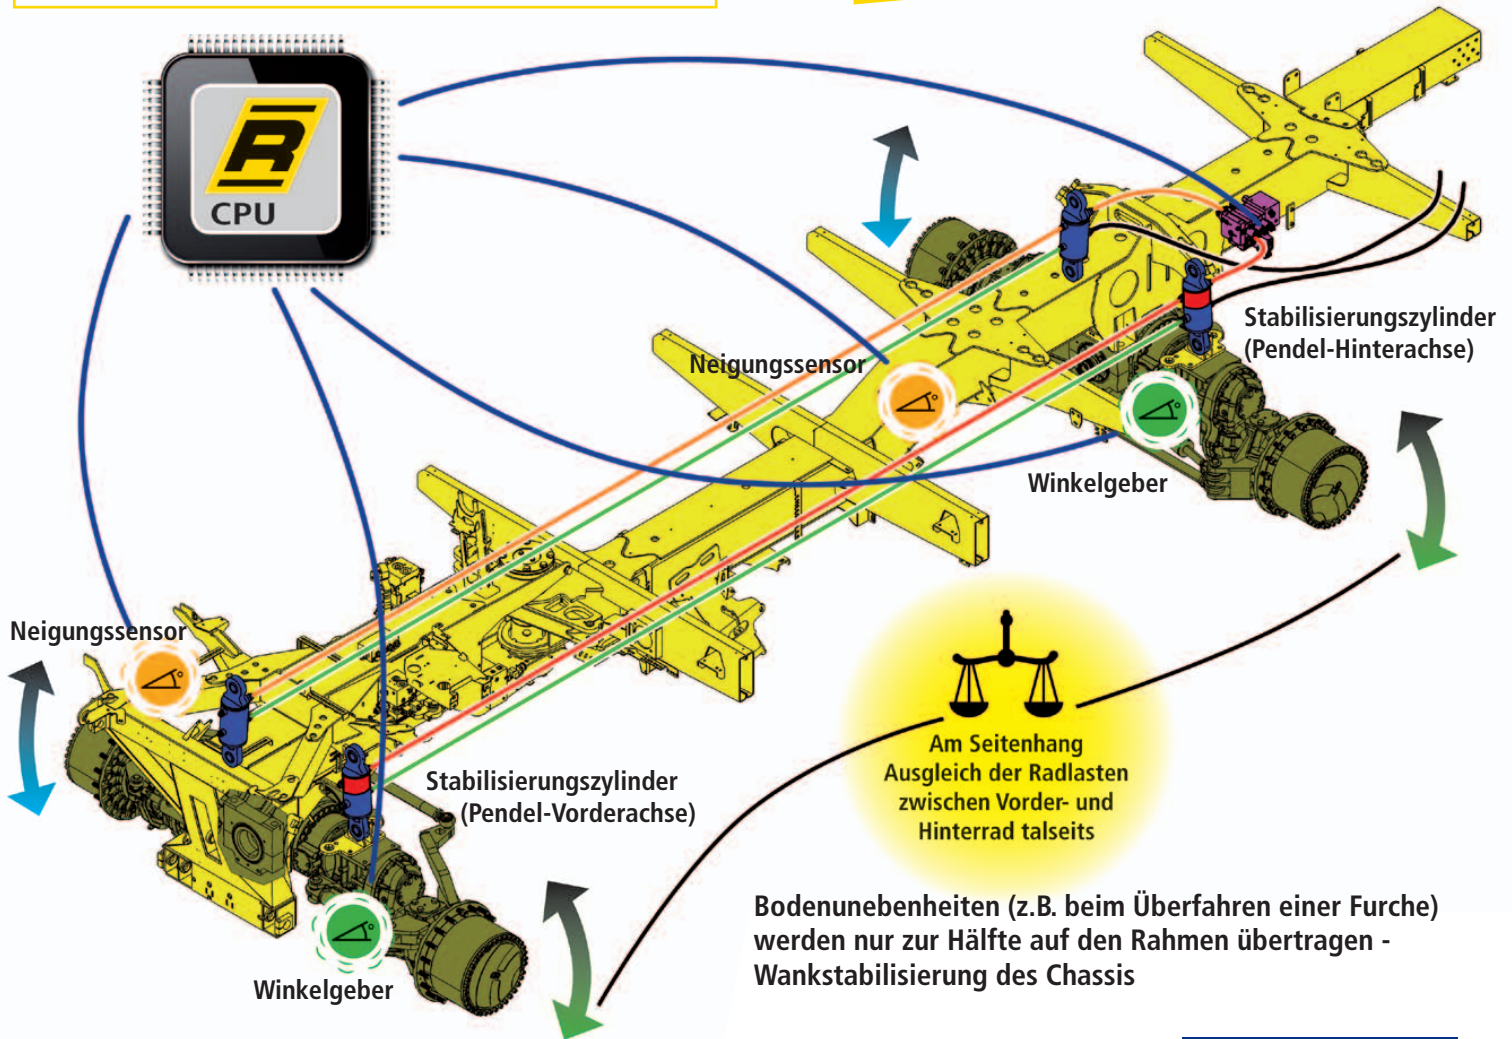 R
CPU
Neigungssensor
Stabilisierungszylinder
(Pendel-Hinterachse)
Winkelgeber
Neigungssensor
Stabilisierungszylinder
(Pendel-Vorderachse)
Winkelgeber
Am Seitenhang
Ausgleich der Radlasten
zwischen Vorder- und
Hinterrad talseits
Bodenunebenheiten (z.B. beim Überfahren einer Furche)
werden nur zur Hälfte auf den Rahmen übertragen -
Wankstabilisierung des Chassis